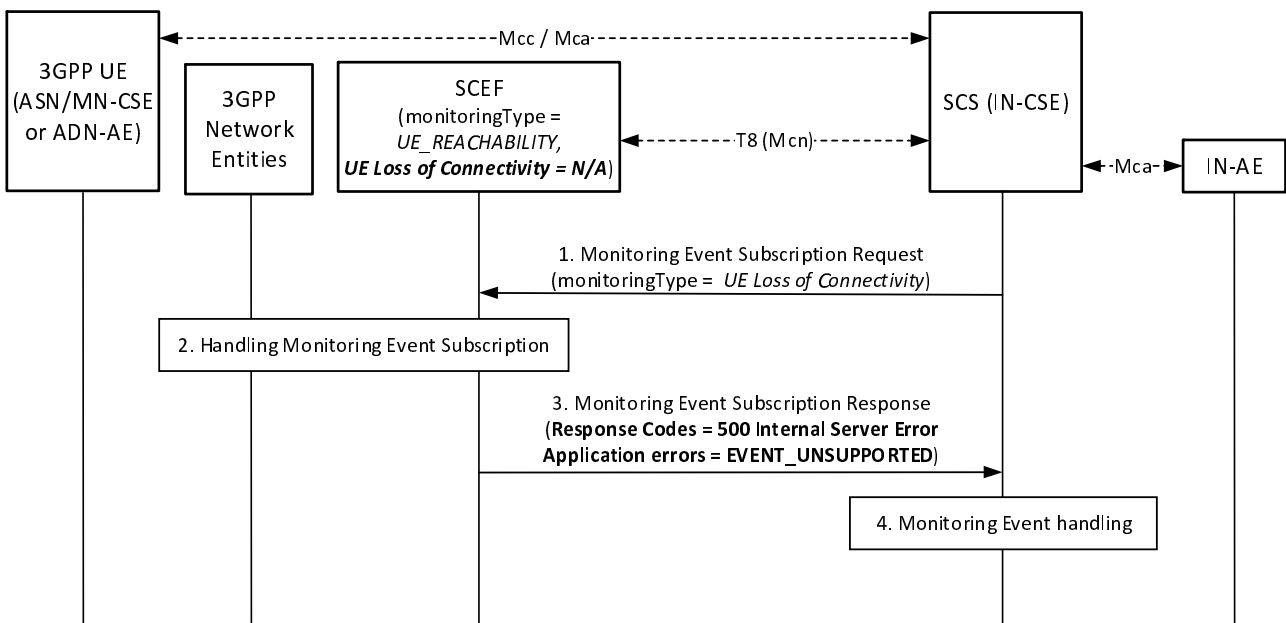 Mcc / Mca
3GPP UE
(ASN/MN-CSE
or ADN-AE)
3GPP
Network
Entities
SCEF
(monitoringType =
UE_REACHABILITY,
UE Loss of Connectivity = N/A)
T8 (Mcn)
SCS (IN-CSE)
Mca
IN-AE
1. Monitoring Event Subscription Request
(monitoringType = UE Loss of Connectivity)
2. Handling Monitoring Event Subscription
3. Monitoring Event Subscription Response
(Response Codes = 500 Internal Server Error
Application errors = EVENT_UNSUPPORTED)
4. Monitoring Event handling